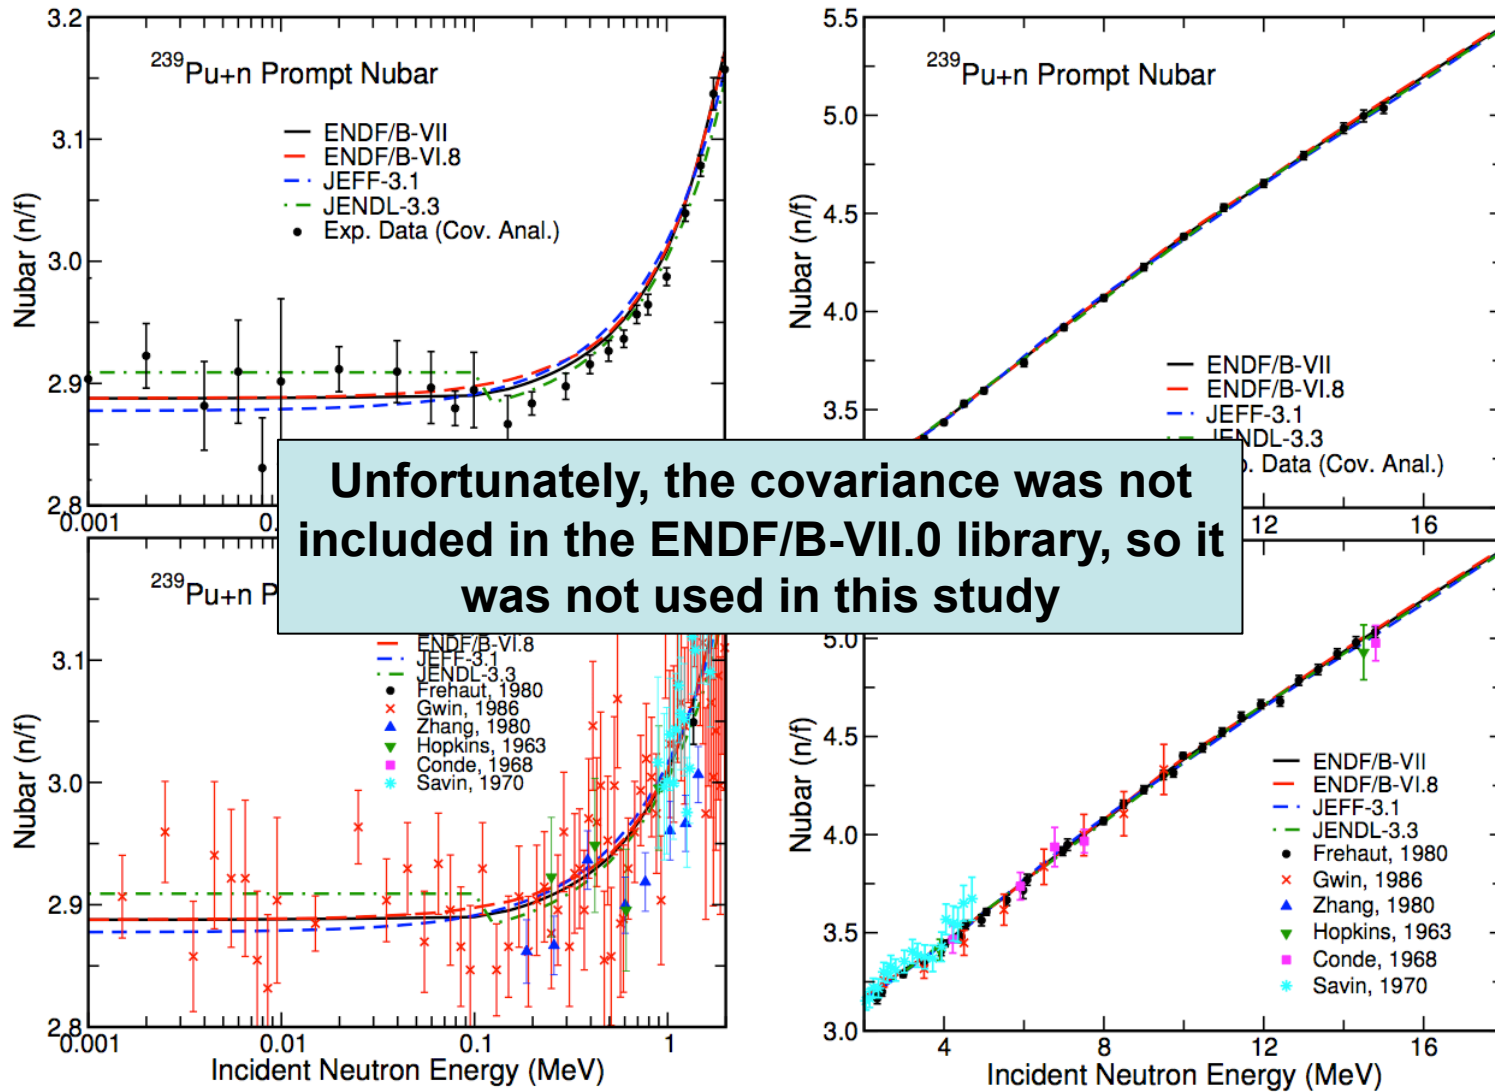 3.2
3.1
3.0
2.9
2.8
Nubar (n/f)
239Pu+n Prompt Nubar
ENDF/B-VII
ENDF/B-VI.8
JEFF-3.1
JENDL-3.3
Exp. Data (Cov. Anal.)
0.001
5.5
5.0
4.5
4.0
3.5
Nubar (n/f)
239Pu+n Prompt Nubar
ENDF/B-VII
ENDF/B-VI.8
JEFF-3.1
JENDL-3.3
Data (Cov. Anal.)
12 16
Unfortunately, the covariance was not
included in the ENDF/B-VII.0 library, so it
was not used in this study
239Pu+n P
3.1
3.0
2.9
2.8
Nubar (n/f)
ENDF/B-VI.8
JEFF-3.1
JENDL-3.3
Frehaut, 1980
Gwin, 1986
Zhang, 1980
Hopkins, 1963
Conde, 1968
Savin, 1970
0.001 0.01 0.1 1
Incident Neutron Energy (MeV)
5.0
4.5
4.0
3.5
3.0
Nubar (n/f)
ENDF/B-VII
ENDF/B-VI.8
JEFF-3.1
JENDL-3.3
Frehaut, 1980
Gwin, 1986
Zhang, 1980
Hopkins, 1963
Conde, 1968
Savin, 1970
4 8 12 16
Incident Neutron Energy (MeV)